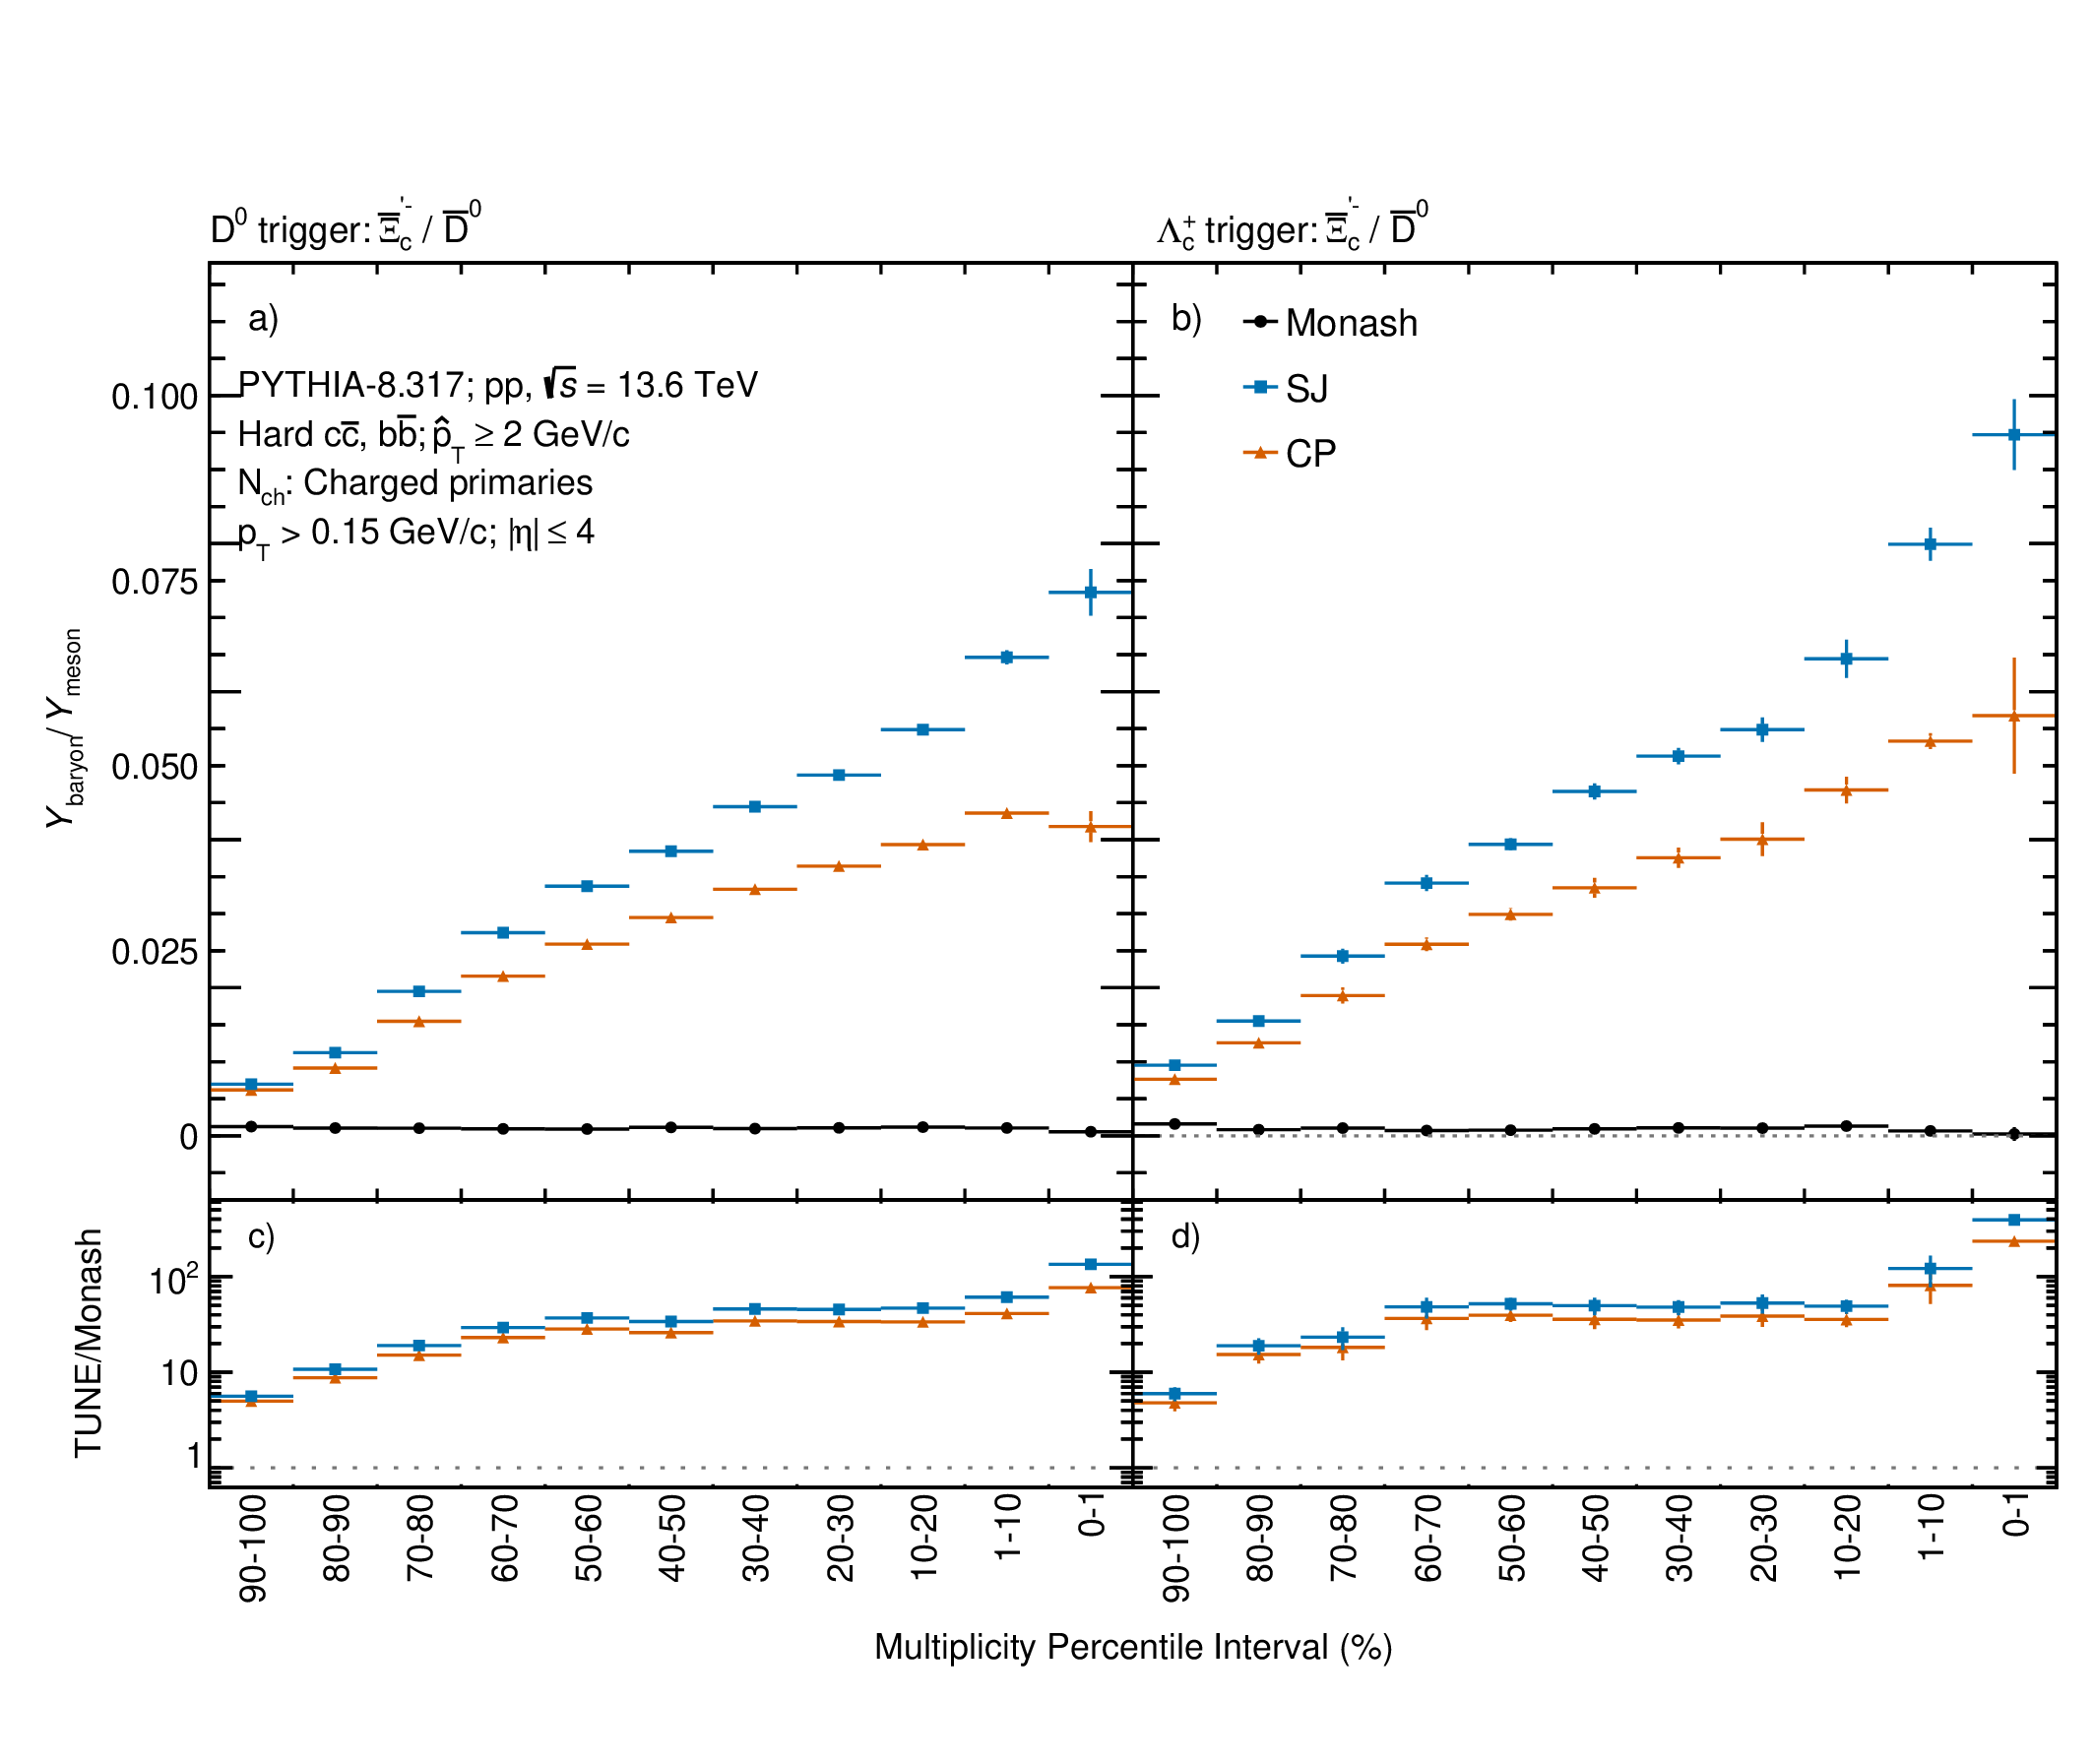 D⁰ trigger: Ξ̅c'⁻ / D̅⁰
Λc⁺ trigger: Ξ̅c'⁻ / D̅⁰
a)
PYTHIA-8.317; pp, √s = 13.6 TeV
Hard cc̅, bb̅; p̂T ≥ 2 GeV/c
Nch: Charged primaries
pT > 0.15 GeV/c; |η| ≤ 4
b)
Monash
SJ
CP
Ybaryon/Ymeson
0.100
0.075
0.050
0.025
0
c)
d)
TUNE/Monash
10²
10
1
90-100
80-90
70-80
60-70
50-60
40-50
30-40
20-30
10-20
1-10
0-1
90-100
80-90
70-80
60-70
50-60
40-50
30-40
20-30
10-20
1-10
0-1
Multiplicity Percentile Interval (%)